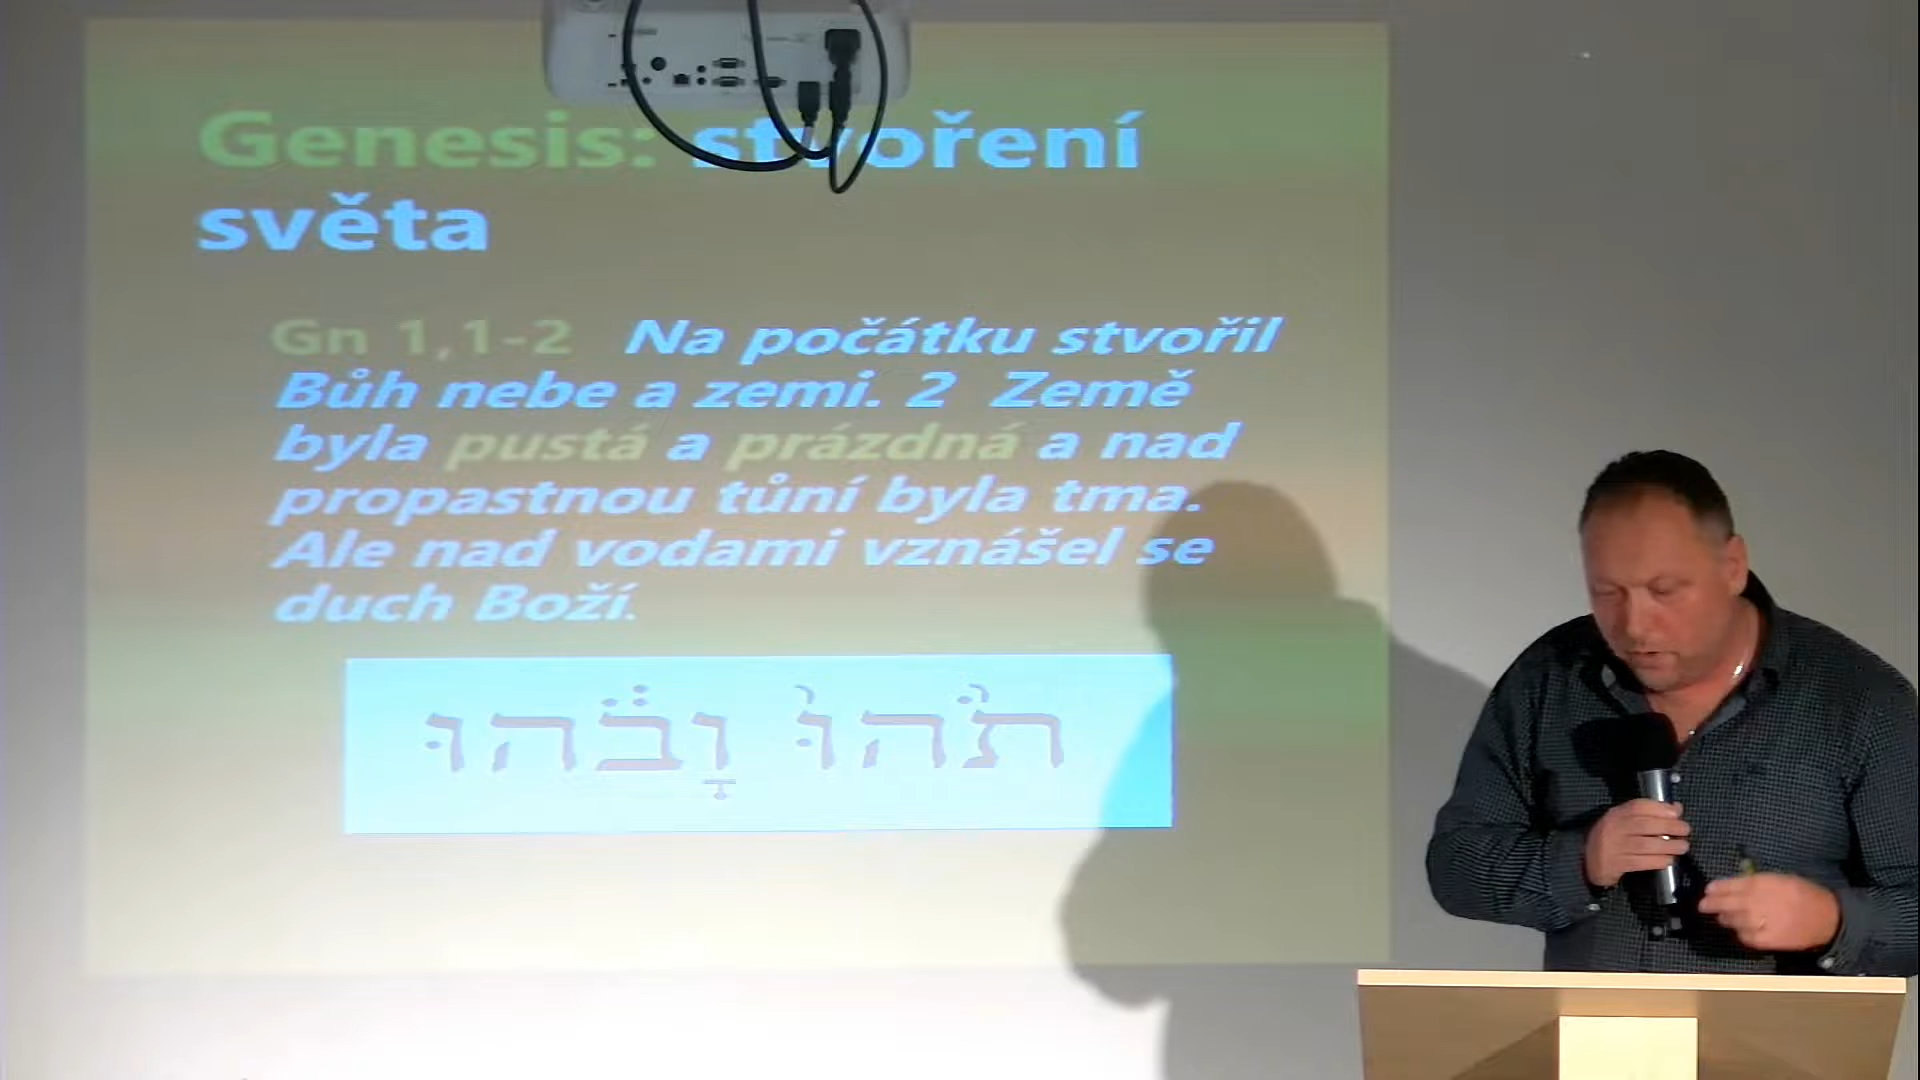 Genesis: stvoření
světa
Gn 1,1-2 Na počátku stvořil
Bůh nebe a zemi. 2 Země
byla pustá a prázdná a nad
propastnou tůní byla tma.
Ale nad vodami vznášel se
duch Boží.
תֹ֙הוּ֙ וָבֹ֔הוּ